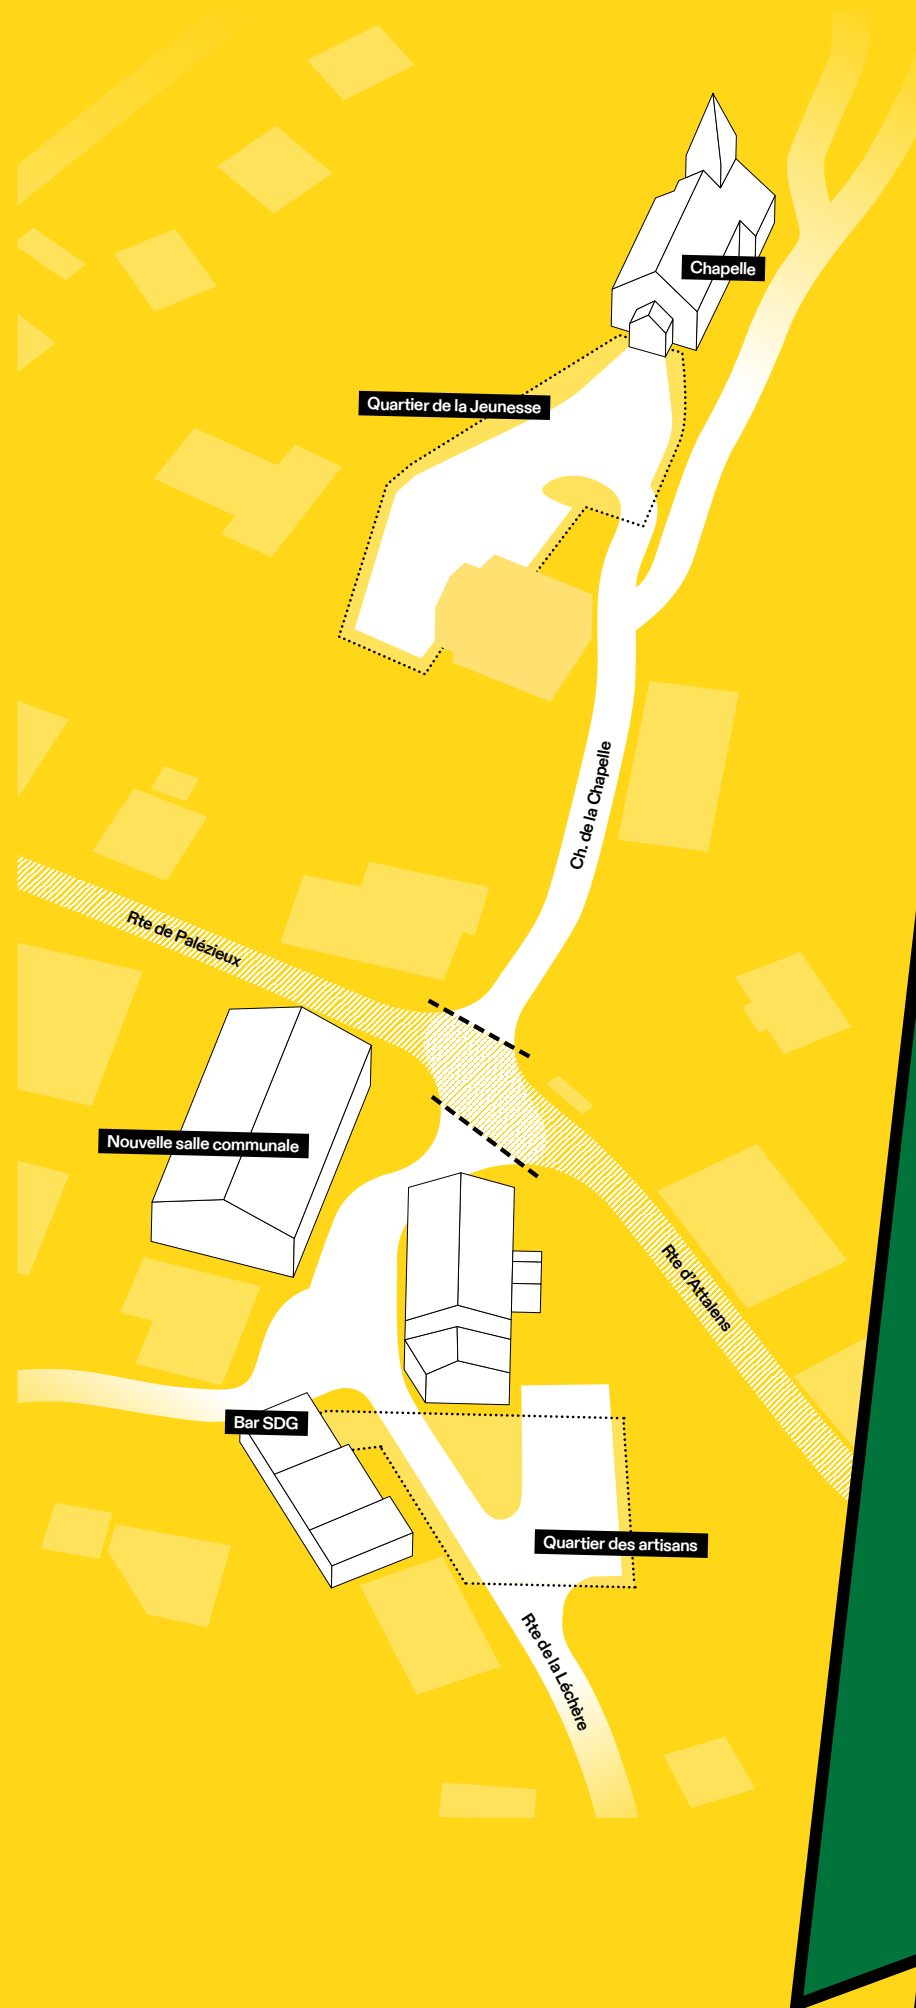 Chapelle
Quartier de la Jeunesse
Ch. de la Chapelle
Rte de Palézieux
Nouvelle salle communale
Rte d'Attalens
Bar SDG
Quartier des artisans
Rte de la Léchère